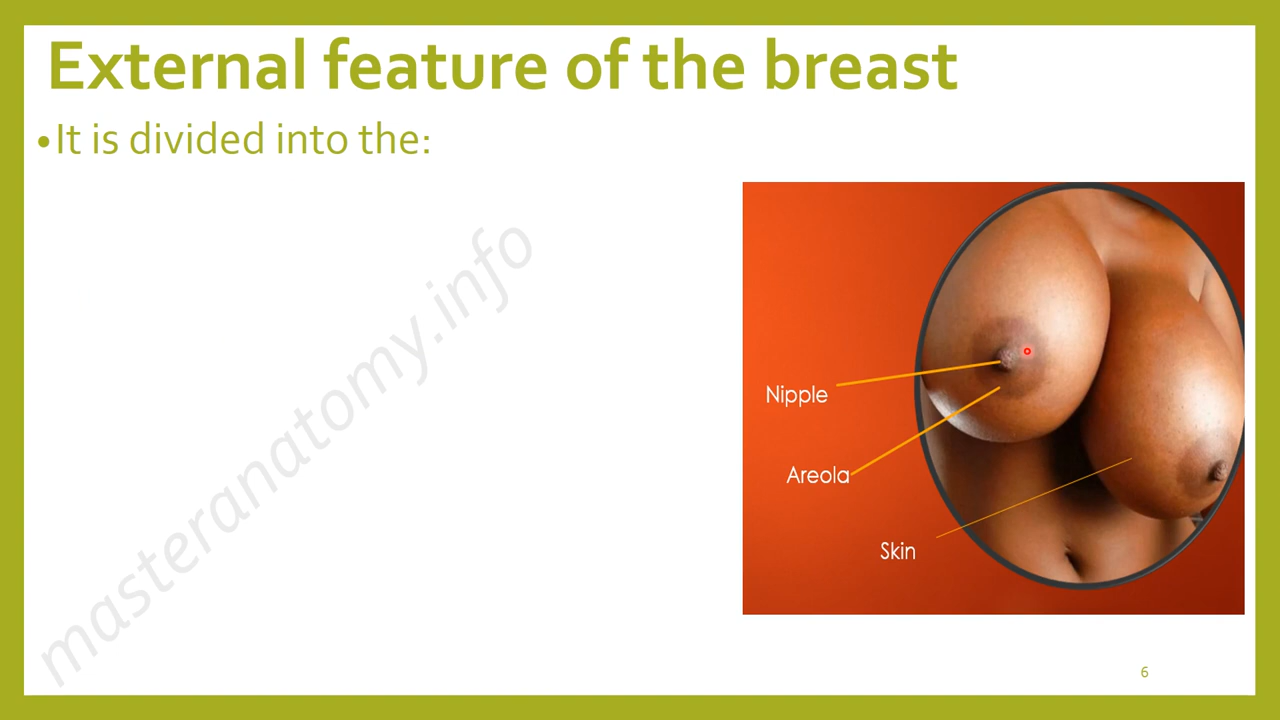 External feature of the breast
•It is divided into the:
Nipple
Areola
Skin
masteranatomy.info
6